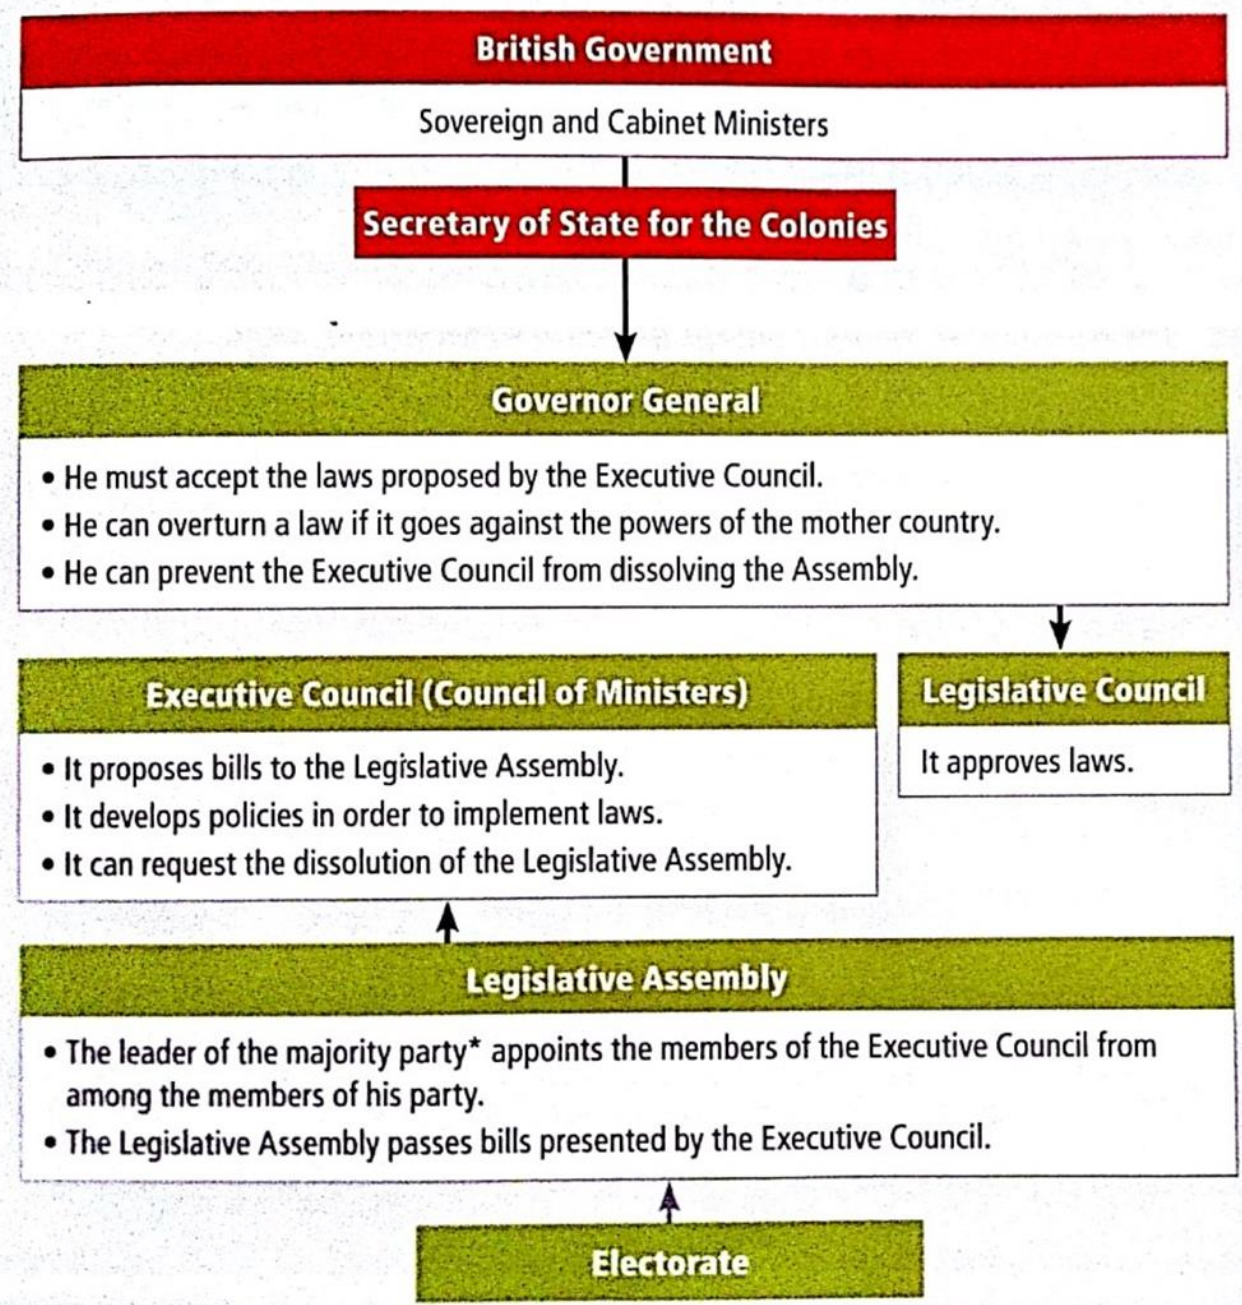 British Government
Sovereign and Cabinet Ministers
Secretary of State for the Colonies
Governor General
• He must accept the laws proposed by the Executive Council.
• He can overturn a law if it goes against the powers of the mother country.
• He can prevent the Executive Council from dissolving the Assembly.
Executive Council (Council of Ministers)
• It proposes bills to the Legislative Assembly.
• It develops policies in order to implement laws.
• It can request the dissolution of the Legislative Assembly.
Legislative Council
It approves laws.
Legislative Assembly
• The leader of the majority party* appoints the members of the Executive Council from
among the members of his party.
• The Legislative Assembly passes bills presented by the Executive Council.
Electorate